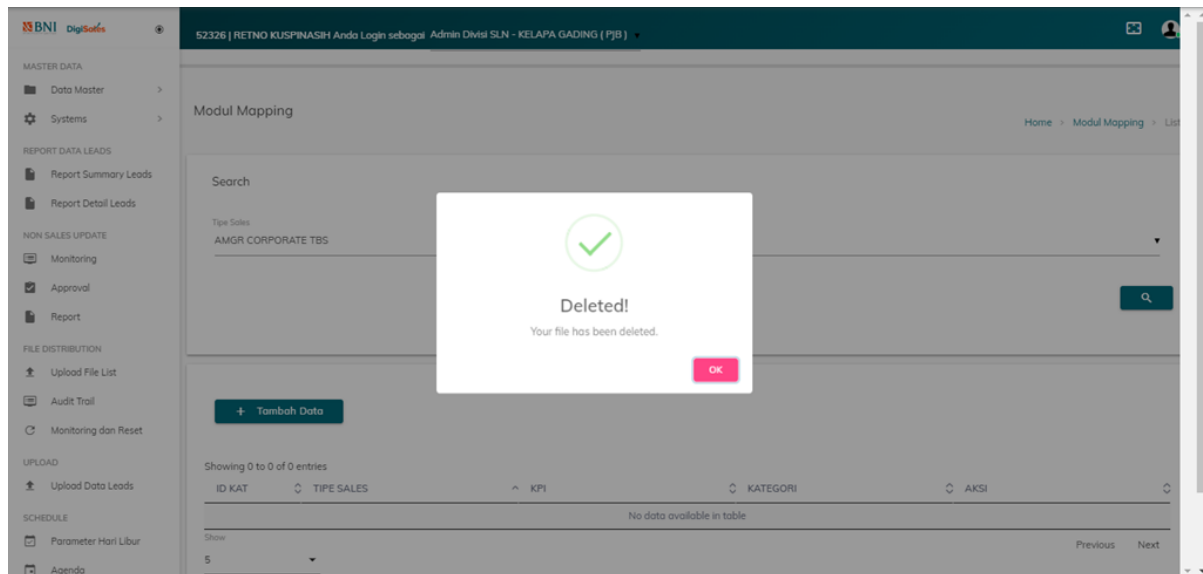 BNI DigiSales
52326 | RETNO KUSPINASIH Anda Login sebagai Admin Divisi SLN - KELAPA GADING ( PJB )
MASTER DATA
Data Master
Systems
REPORT DATA LEADS
Report Summary Leads
Report Detail Leads
NON SALES UPDATE
Monitoring
Approval
Report
FILE DISTRIBUTION
Upload File List
Audit Trail
Monitoring dan Reset
UPLOAD
Upload Data Leads
SCHEDULE
Parameter Hari Libur
Agenda
Modul Mapping
Home > Modul Mapping > List
Search
Tipe Sales
AMGR CORPORATE TBS
Deleted!
Your file has been deleted.
OK
+ Tambah Data
Showing 0 to 0 of 0 entries
ID KAT TIPE SALES KPI KATEGORI AKSI
No data available in table
Show
5
Previous Next